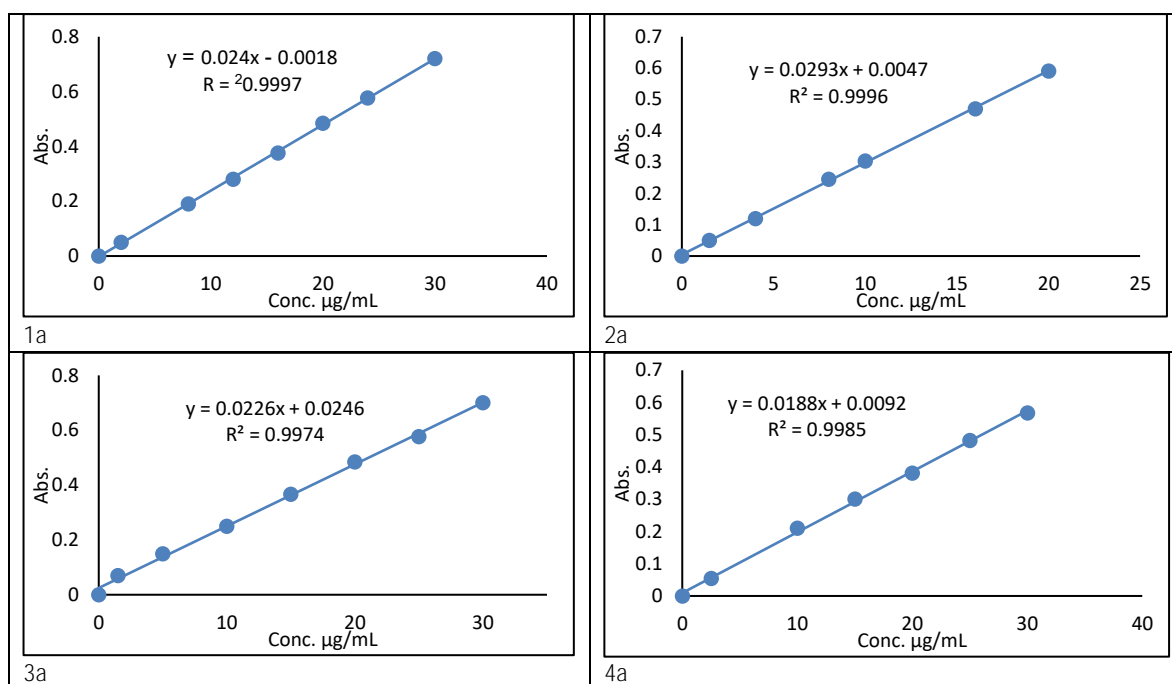 0.8
0.6
0.4
0.2
0
Abs.
y = 0.024x - 0.0018
R = ²0.9997
0 10 20 30 40
Conc. µg/mL
1a
0.7
0.6
0.5
0.4
0.3
0.2
0.1
0
Abs.
y = 0.0293x + 0.0047
R² = 0.9996
0 5 10 15 20 25
Conc. µg/mL
2a
0.8
0.6
0.4
0.2
0
Abs.
y = 0.0226x + 0.0246
R² = 0.9974
0 10 20 30
Conc. µg/mL
3a
0.7
0.6
0.5
0.4
0.3
0.2
0.1
0
Abs.
y = 0.0188x + 0.0092
R² = 0.9985
0 10 20 30 40
Conc. µg/mL
4a